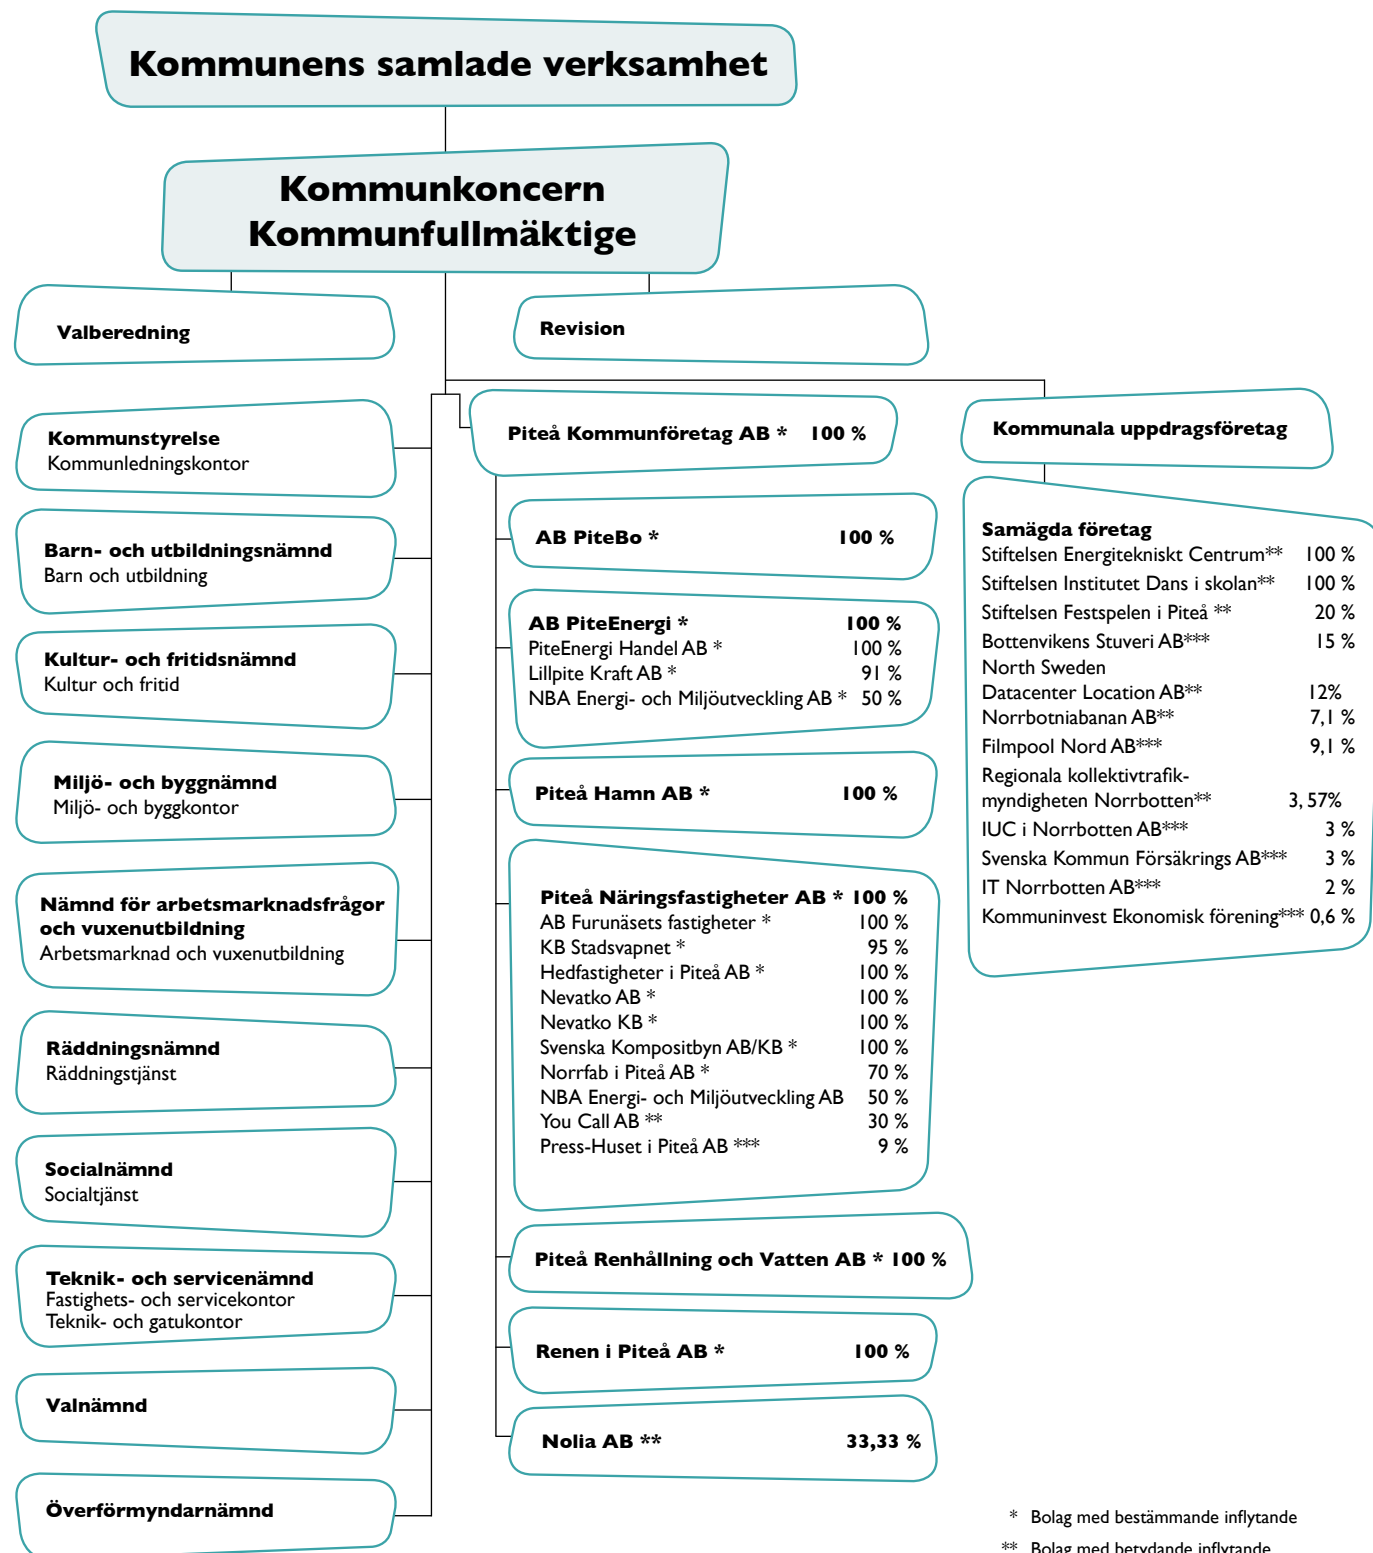 Kommunens samlade verksamhet
Kommunkoncern
Kommunfullmäktige
Valberedning
Revision
Kommunstyrelse
Kommunledningskontor
Barn- och utbildningsnämnd
Barn och utbildning
Kultur- och fritidsnämnd
Kultur och fritid
Miljö- och byggnämnd
Miljö- och byggkontor
Nämnd för arbetsmarknadsfrågor
och vuxenutbildning
Arbetsmarknad och vuxenutbildning
Räddningsnämnd
Räddningstjänst
Socialnämnd
Socialtjänst
Teknik- och servicenämnd
Fastighets- och servicekontor
Teknik- och gatukontor
Valnämnd
Överförmyndarnämnd
Piteå Kommunföretag AB * 100 %
AB PiteBo * 100 %
AB PiteEnergi * 100 %
PiteEnergi Handel AB * 100 %
Lillpite Kraft AB * 91 %
NBA Energi- och Miljöutveckling AB * 50 %
Piteå Hamn AB * 100 %
Piteå Näringsfastigheter AB * 100 %
AB Furunäsets fastigheter * 100 %
KB Stadsvapnet * 95 %
Hedfastigheter i Piteå AB * 100 %
Nevatko AB * 100 %
Nevatko KB * 100 %
Svenska Kompositbyn AB/KB * 100 %
Norrfab i Piteå AB * 70 %
NBA Energi- och Miljöutveckling AB 50 %
You Call AB ** 30 %
Press-Huset i Piteå AB *** 9 %
Piteå Renhållning och Vatten AB * 100 %
Renen i Piteå AB * 100 %
Nolia AB ** 33,33 %
Kommunala uppdragsföretag
Samägda företag
Stiftelsen Energitekniskt Centrum** 100 %
Stiftelsen Institutet Dans i skolan** 100 %
Stiftelsen Festspelen i Piteå ** 20 %
Bottenvikens Stuveri AB*** 15 %
North Sweden
Datacenter Location AB** 12%
Norrbotniabanan AB** 7,1 %
Filmpool Nord AB*** 9,1 %
Regionala kollektivtrafik-
myndigheten Norrbotten** 3, 57%
IUC i Norrbotten AB*** 3 %
Svenska Kommun Försäkrings AB*** 3 %
IT Norrbotten AB*** 2 %
Kommuninvest Ekonomisk förening*** 0,6 %
* Bolag med bestämmande inflytande
** Bolag med betydande inflytande